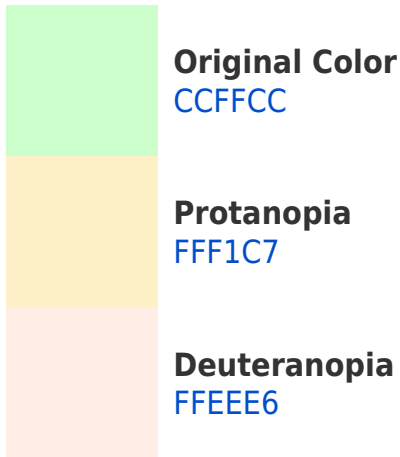 Original Color
CCFFCC
Protanopia
FFF1C7
Deuteranopia
FFEEE6